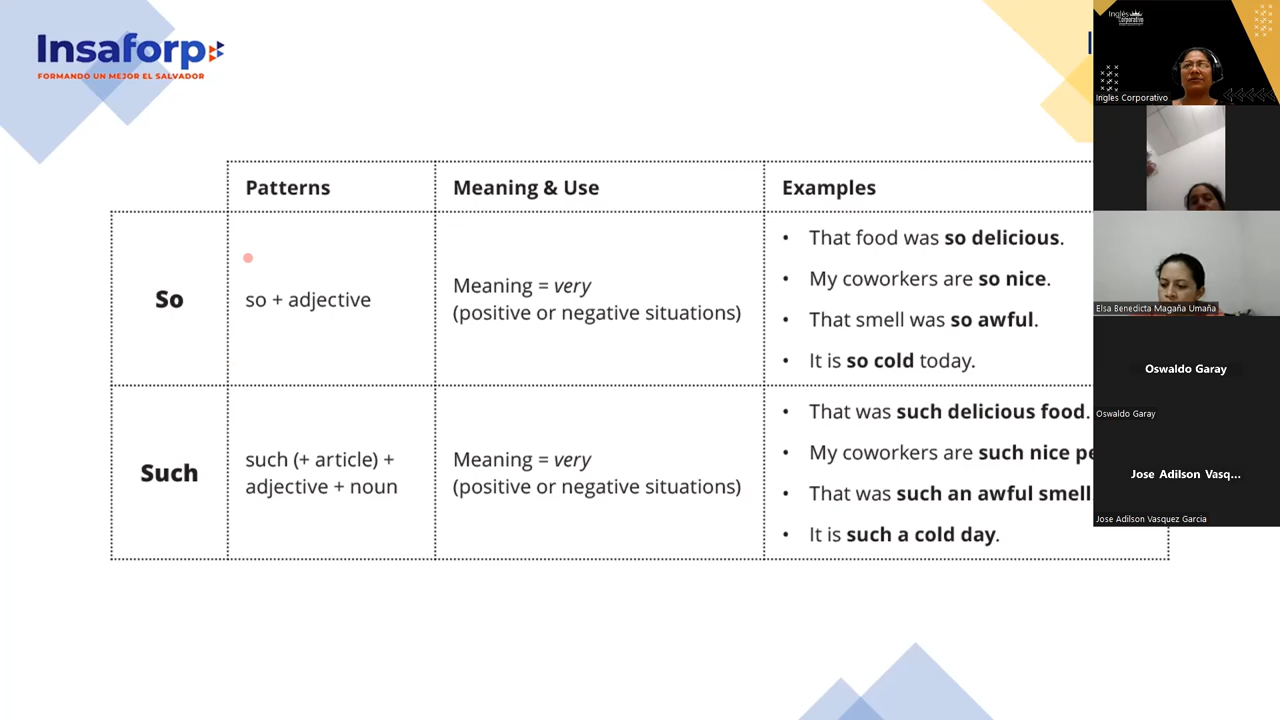 Insaforp
FORMANDO UN MEJOR EL SALVADOR
Patterns
Meaning & Use
Examples
So
so + adjective
Meaning = very
(positive or negative situations)
• That food was so delicious.
• My coworkers are so nice.
• That smell was so awful.
• It is so cold today.
Such
such (+ article) +
adjective + noun
Meaning = very
(positive or negative situations)
• That was such delicious food.
• My coworkers are such nice
• That was such an awful smell
• It is such a cold day.
Inglés
Corporativo
Ingles Corporativo
Elsa Benedicta Magaña Umaña
Oswaldo Garay
Oswaldo Garay
Jose Adilson Vasq...
Jose Adilson Vasquez Garcia